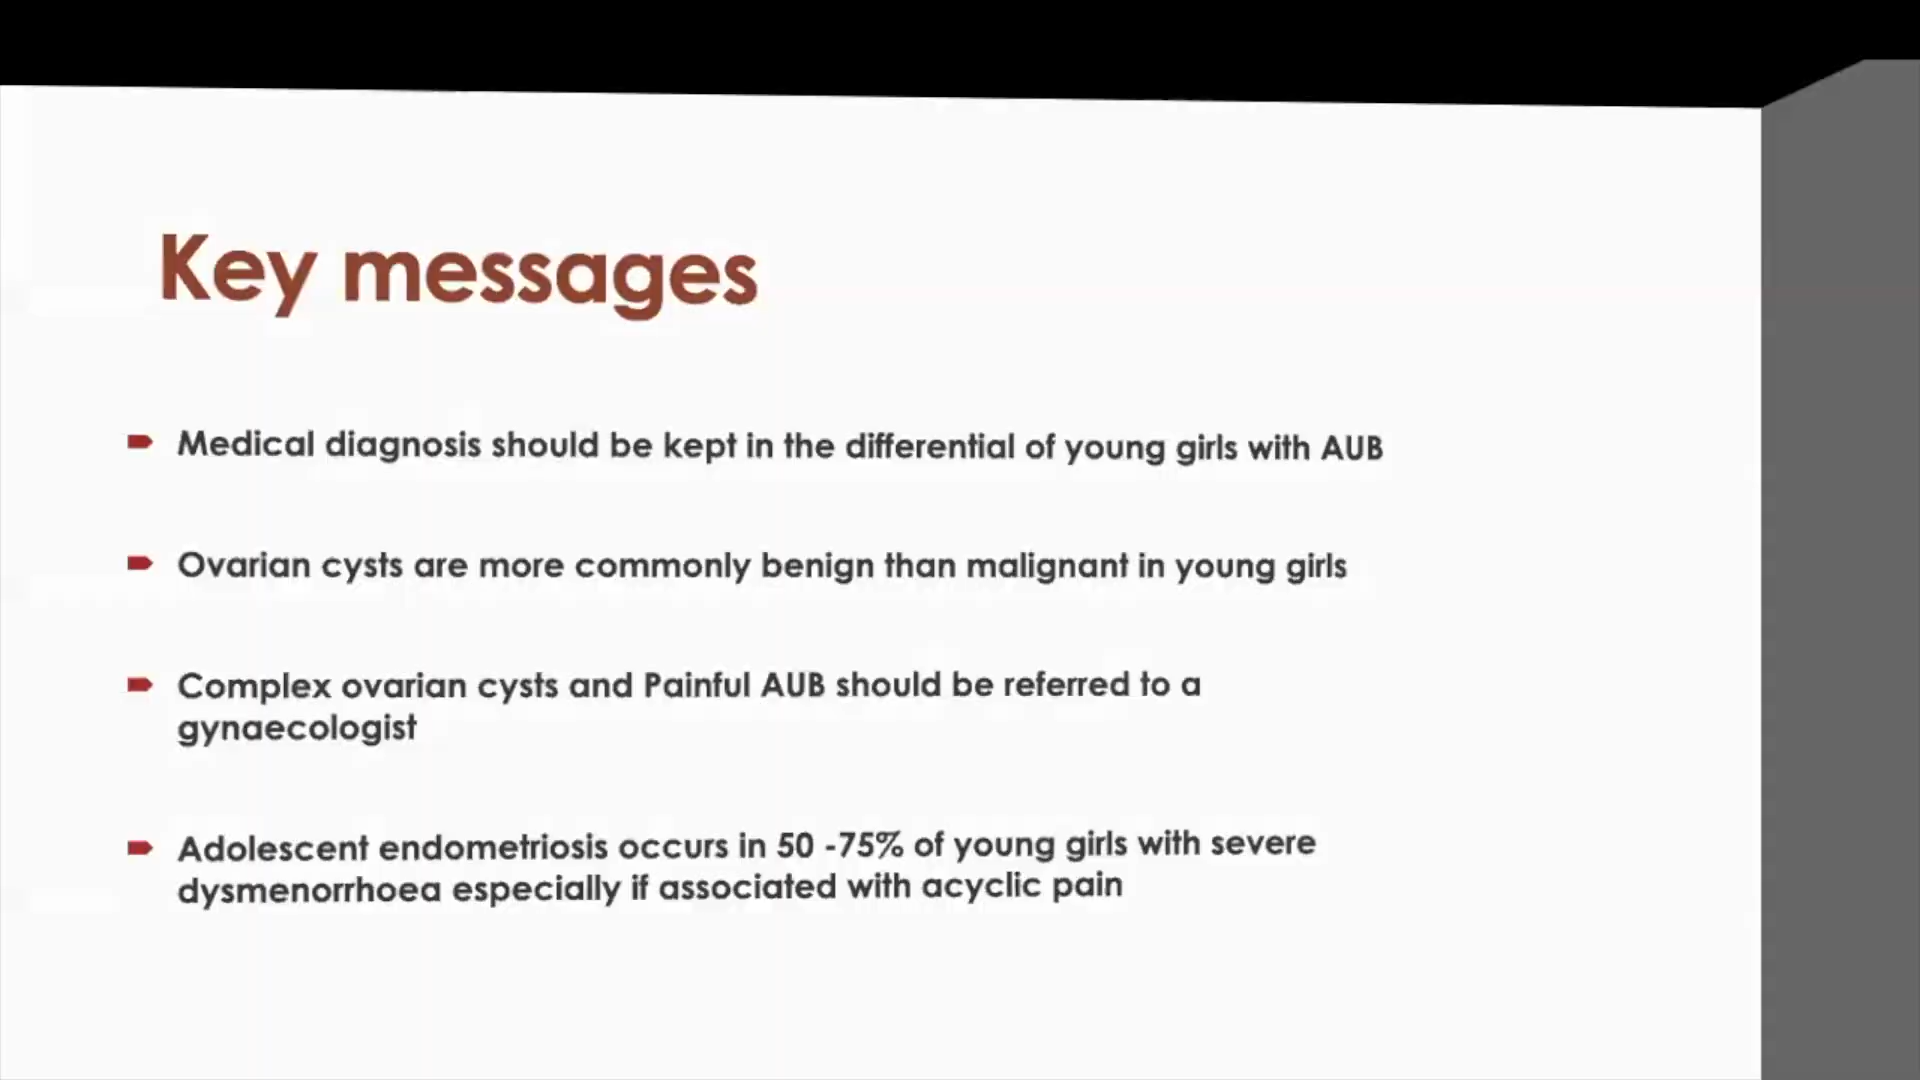 Key messages
Medical diagnosis should be kept in the differential of young girls with AUB
Ovarian cysts are more commonly benign than malignant in young girls
Complex ovarian cysts and Painful AUB should be referred to a
gynaecologist
Adolescent endometriosis occurs in 50 -75% of young girls with severe
dysmenorrhoea especially if associated with acyclic pain